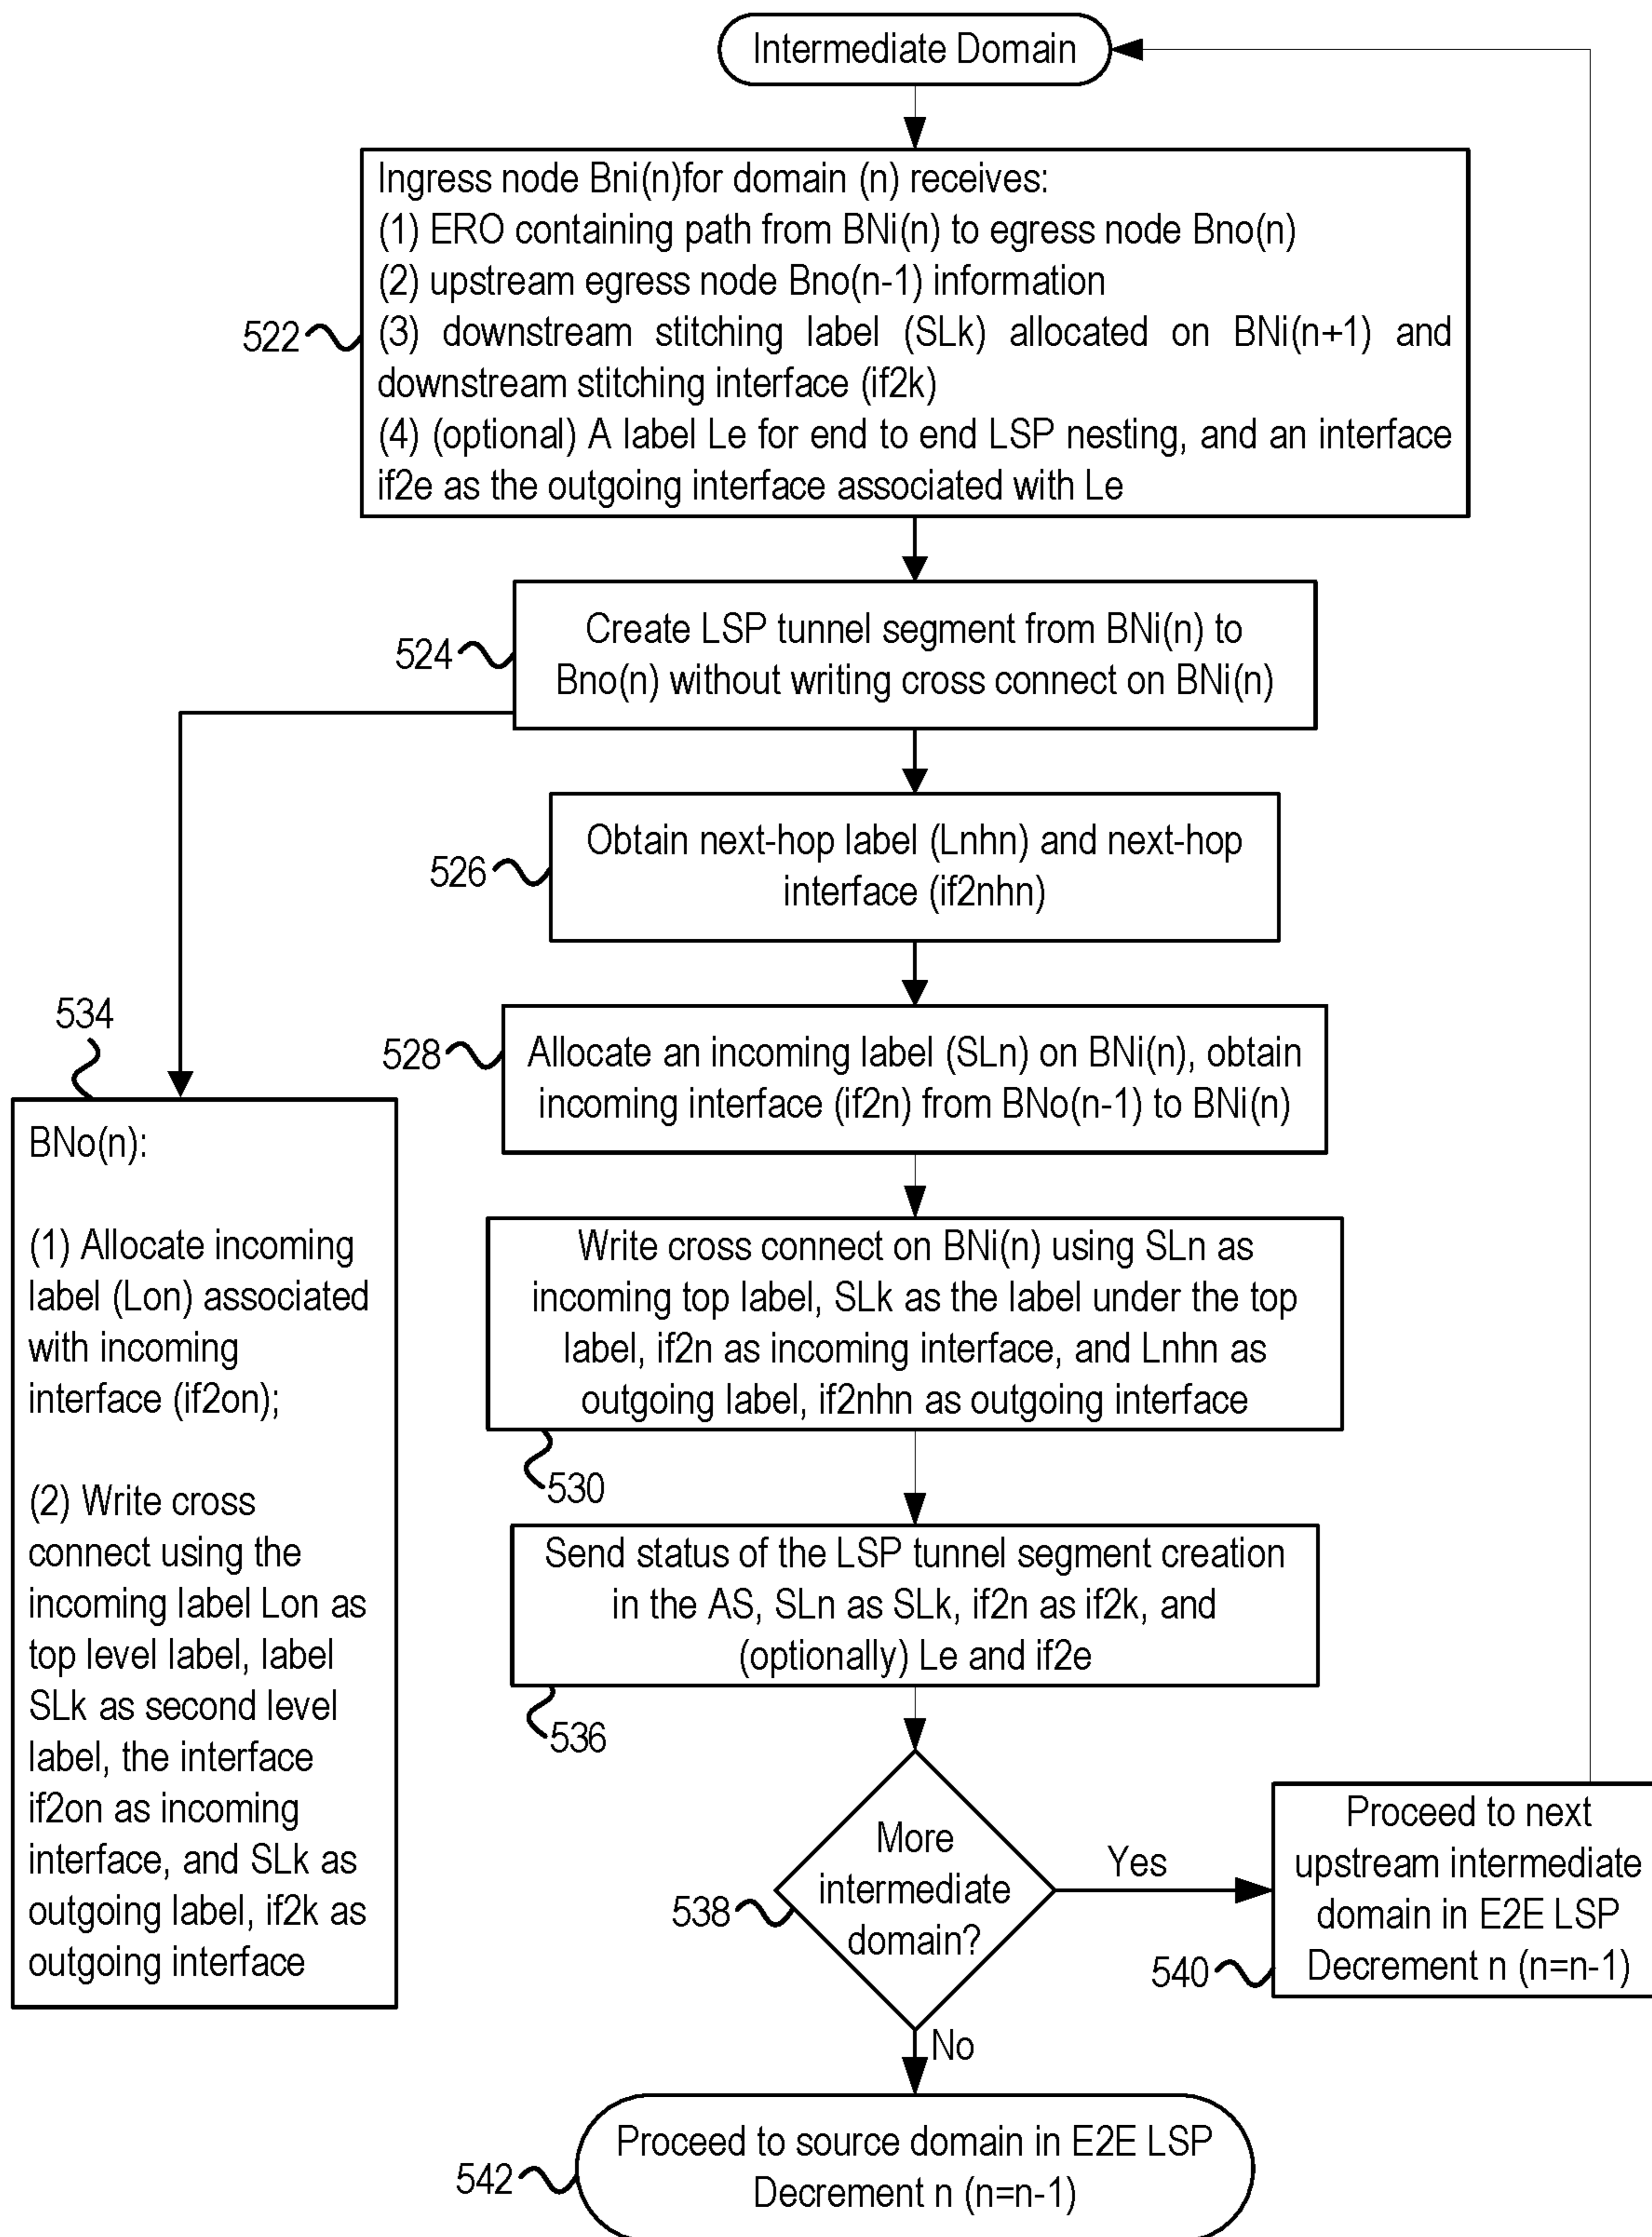 Intermediate Domain
Ingress node Bni(n)for domain (n) receives:
(1) ERO containing path from BNi(n) to egress node Bno(n)
(2) upstream egress node Bno(n-1) information
(3) downstream stitching label (SLk) allocated on BNi(n+1) and
downstream stitching interface (if2k)
(4) (optional) A label Le for end to end LSP nesting, and an interface
if2e as the outgoing interface associated with Le
522
Create LSP tunnel segment from BNi(n) to
Bno(n) without writing cross connect on BNi(n)
524
Obtain next-hop label (Lnhn) and next-hop
interface (if2nhn)
526
Allocate an incoming label (SLn) on BNi(n), obtain
incoming interface (if2n) from BNo(n-1) to BNi(n)
528
Write cross connect on BNi(n) using SLn as
incoming top label, SLk as the label under the top
label, if2n as incoming interface, and Lnhn as
outgoing label, if2nhn as outgoing interface
530
534
BNo(n):
(1) Allocate incoming
label (Lon) associated
with incoming
interface (if2on);
(2) Write cross
connect using the
incoming label Lon as
top level label, label
SLk as second level
label, the interface
if2on as incoming
interface, and SLk as
outgoing label, if2k as
outgoing interface
Send status of the LSP tunnel segment creation
in the AS, SLn as SLk, if2n as if2k, and
(optionally) Le and if2e
536
More
intermediate
domain?
538
Yes
Proceed to next
upstream intermediate
domain in E2E LSP
Decrement n (n=n-1)
540
No
Proceed to source domain in E2E LSP
Decrement n (n=n-1)
542